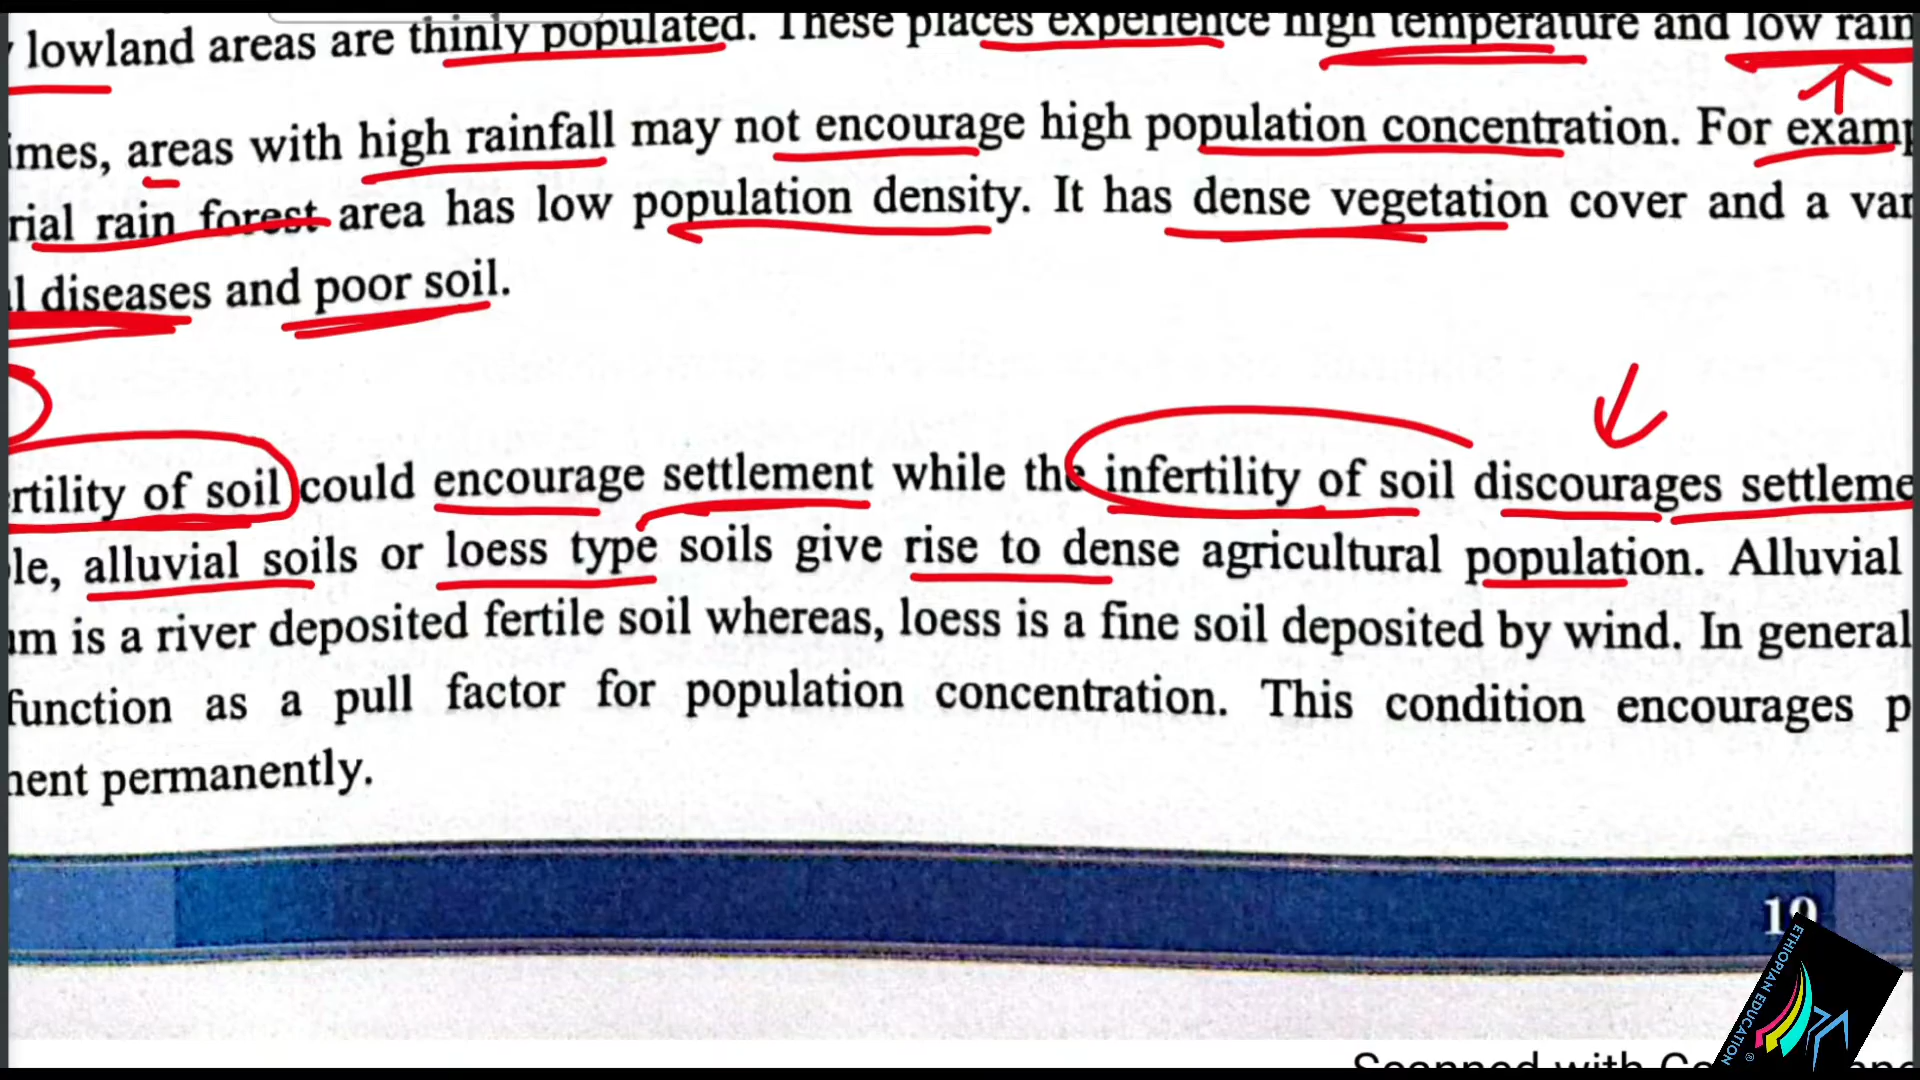 lowland areas are thinly populated. These places experience high temperature and low rain
imes, areas with high rainfall may not encourage high population concentration. For examp
rial rain forest area has low population density. It has dense vegetation cover and a var
l diseases and poor soil.
rtility of soil could encourage settlement while the infertility of soil discourages settleme
le, alluvial soils or loess type soils give rise to dense agricultural population. Alluvial
um is a river deposited fertile soil whereas, loess is a fine soil deposited by wind. In general
function as a pull factor for population concentration. This condition encourages p
nent permanently.
19
ETHIOPIAN EDUCATION
Scanned with